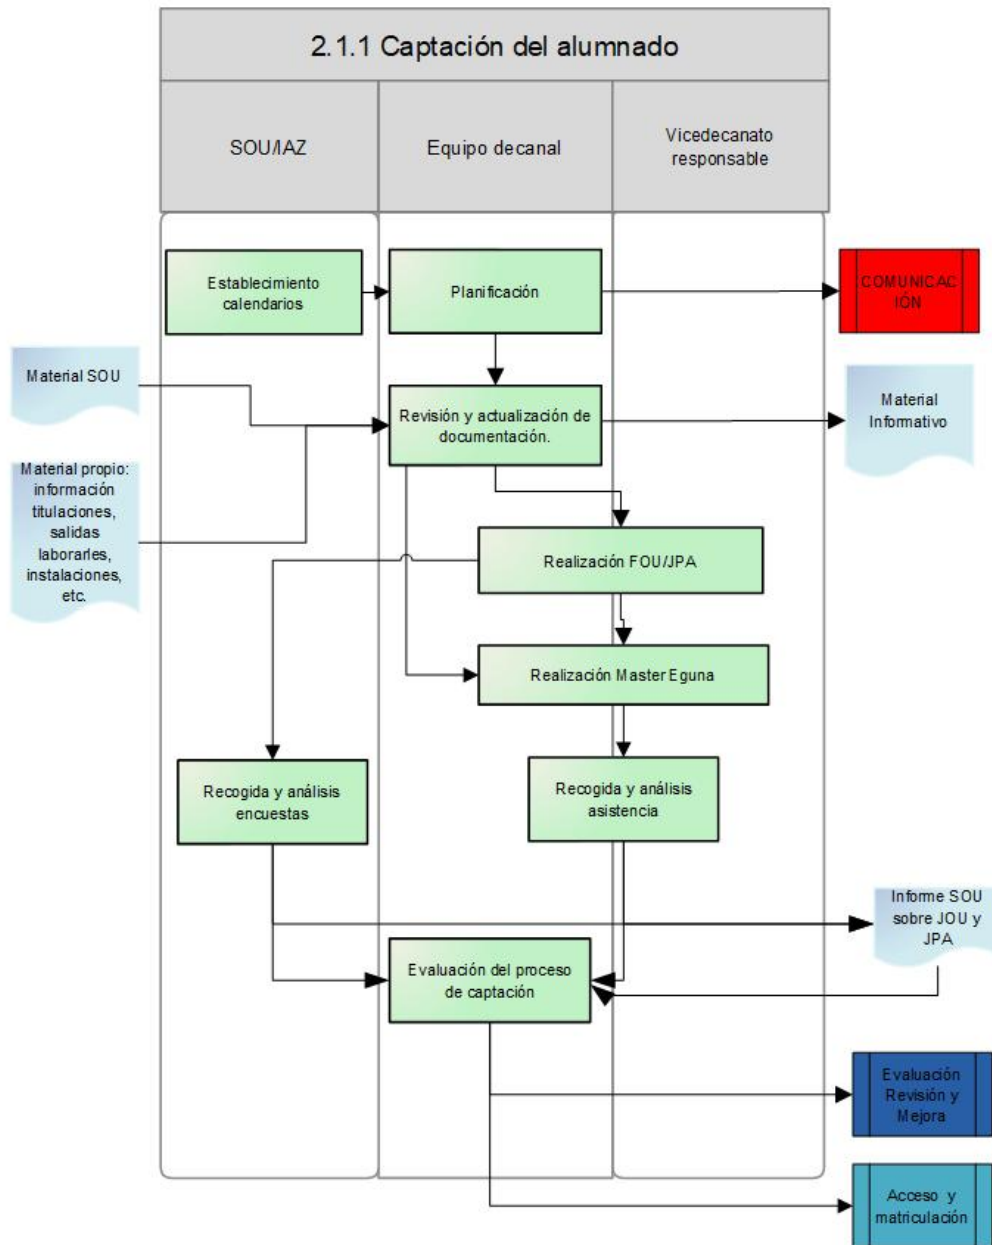 2.1.1 Captación del alumnado
SOU/IAZ
Equipo decanal
Vicedecanato
responsable
Establecimiento
calendarios
Planificación
COMUNICAC
IÓN
Material SOU
Revisión y actualización de
documentación.
Material
Informativo
Material propio:
información
titulaciones,
salidas
laborarles,
instalaciones,
etc.
Realización FOU/JPA
Realización Master Eguna
Recogida y análisis
encuestas
Recogida y análisis
asistencia
Informe SOU
sobre JOU y
JPA
Evaluación del proceso
de captación
Evaluación
Revisión y
Mejora
Acceso y
matriculación